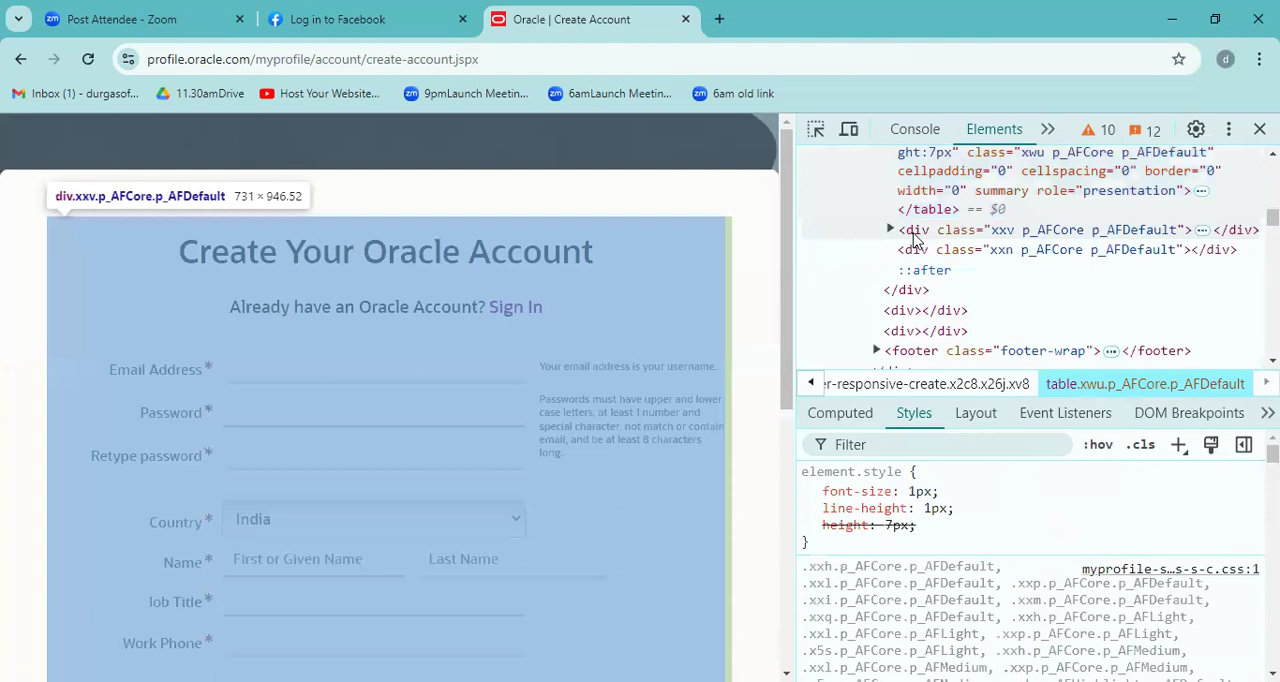 Post Attendee - Zoom
Log in to Facebook
Oracle | Create Account
profile.oracle.com/myprofile/account/create-account.jspx
d
Inbox (1) - durgasof...
11.30amDrive
Host Your Website...
9pmLaunch Meetin...
6amLaunch Meetin...
6am old link
div.xxv.p_AFCore.p_AFDefault 731 × 946.52
Create Your Oracle Account
Already have an Oracle Account? Sign In
Email Address*
Your email address is your username.
Password*
Passwords must have upper and lower
case letters, at least 1 number and
special character, not match or contain
email, and be at least 8 characters
long.
Retype password*
Country*
India
Name*
First or Given Name
Last Name
Job Title*
Work Phone*
Console
Elements
10
12
ght:7px" class="xwu p_AFCore p_AFDefault"
cellpadding="0" cellspacing="0" border="0"
width="0" summary role="presentation">
</table> == $0
<div class="xxv p_AFCore p_AFDefault"> </div>
<div class="xxn p_AFCore p_AFDefault"></div>
::after
</div>
<div></div>
<div></div>
<footer class="footer-wrap"> </footer>
er-responsive-create.x2c8.x26j.xv8
table.xwu.p_AFCore.p_AFDefault
Computed
Styles
Layout
Event Listeners
DOM Breakpoints
Filter
:hov
.cls
element.style {
font-size: 1px;
line-height: 1px;
height: 7px;
}
.xxh.p_AFCore.p_AFDefault,
myprofile-s…s-s-c.css:1
.xxl.p_AFCore.p_AFDefault, .xxp.p_AFCore.p_AFDefault,
.xxi.p_AFCore.p_AFDefault, .xxm.p_AFCore.p_AFDefault,
.xxq.p_AFCore.p_AFDefault, .xxh.p_AFCore.p_AFLight,
.xxl.p_AFCore.p_AFLight, .xxp.p_AFCore.p_AFLight,
.x5s.p_AFCore.p_AFLight, .xxh.p_AFCore.p_AFMedium,
.xxl.p_AFCore.p_AFMedium, .xxp.p_AFCore.p_AFMedium,